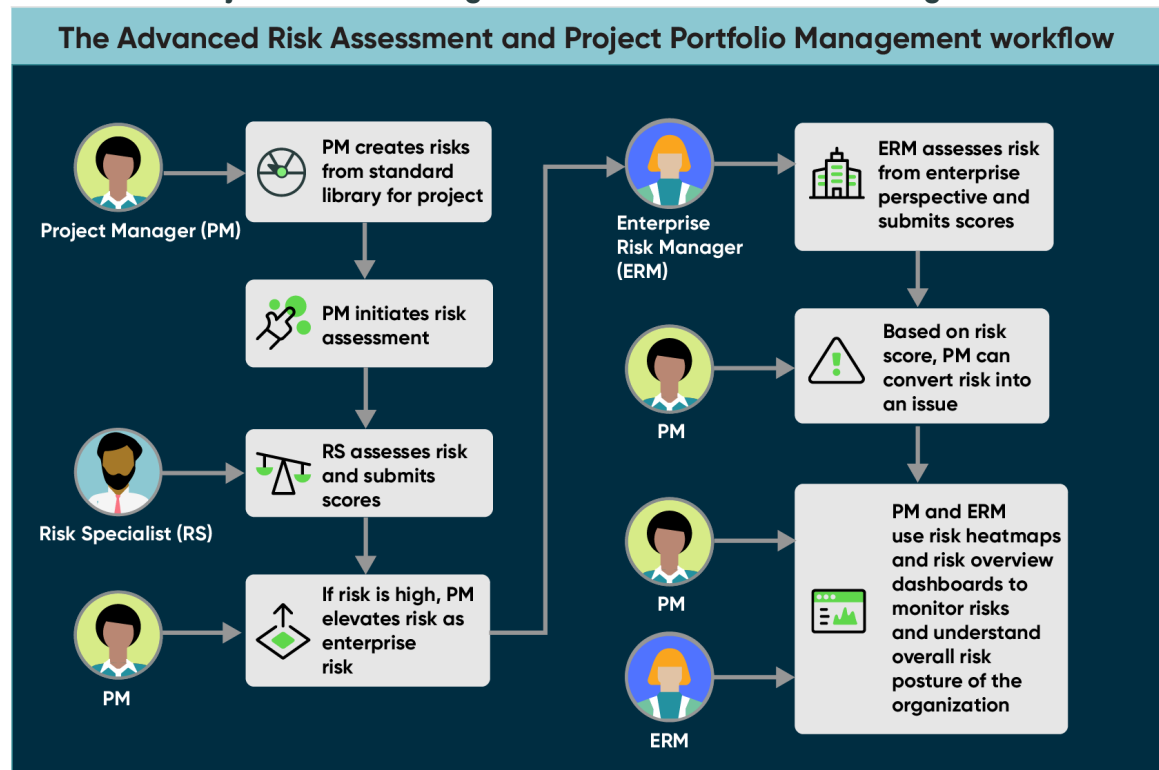 The Advanced Risk Assessment and Project Portfolio Management workflow
Project Manager (PM)
PM creates risks
from standard
library for project
PM initiates risk
assessment
Risk Specialist (RS)
RS assesses risk
and submits
scores
PM
If risk is high, PM
elevates risk as
enterprise
risk
Enterprise
Risk Manager
(ERM)
ERM assesses risk
from enterprise
perspective and
submits scores
PM
Based on risk
score, PM can
convert risk into
an issue
PM
ERM
PM and ERM
use risk heatmaps
and risk overview
dashboards to
monitor risks
and understand
overall risk
posture of the
organization